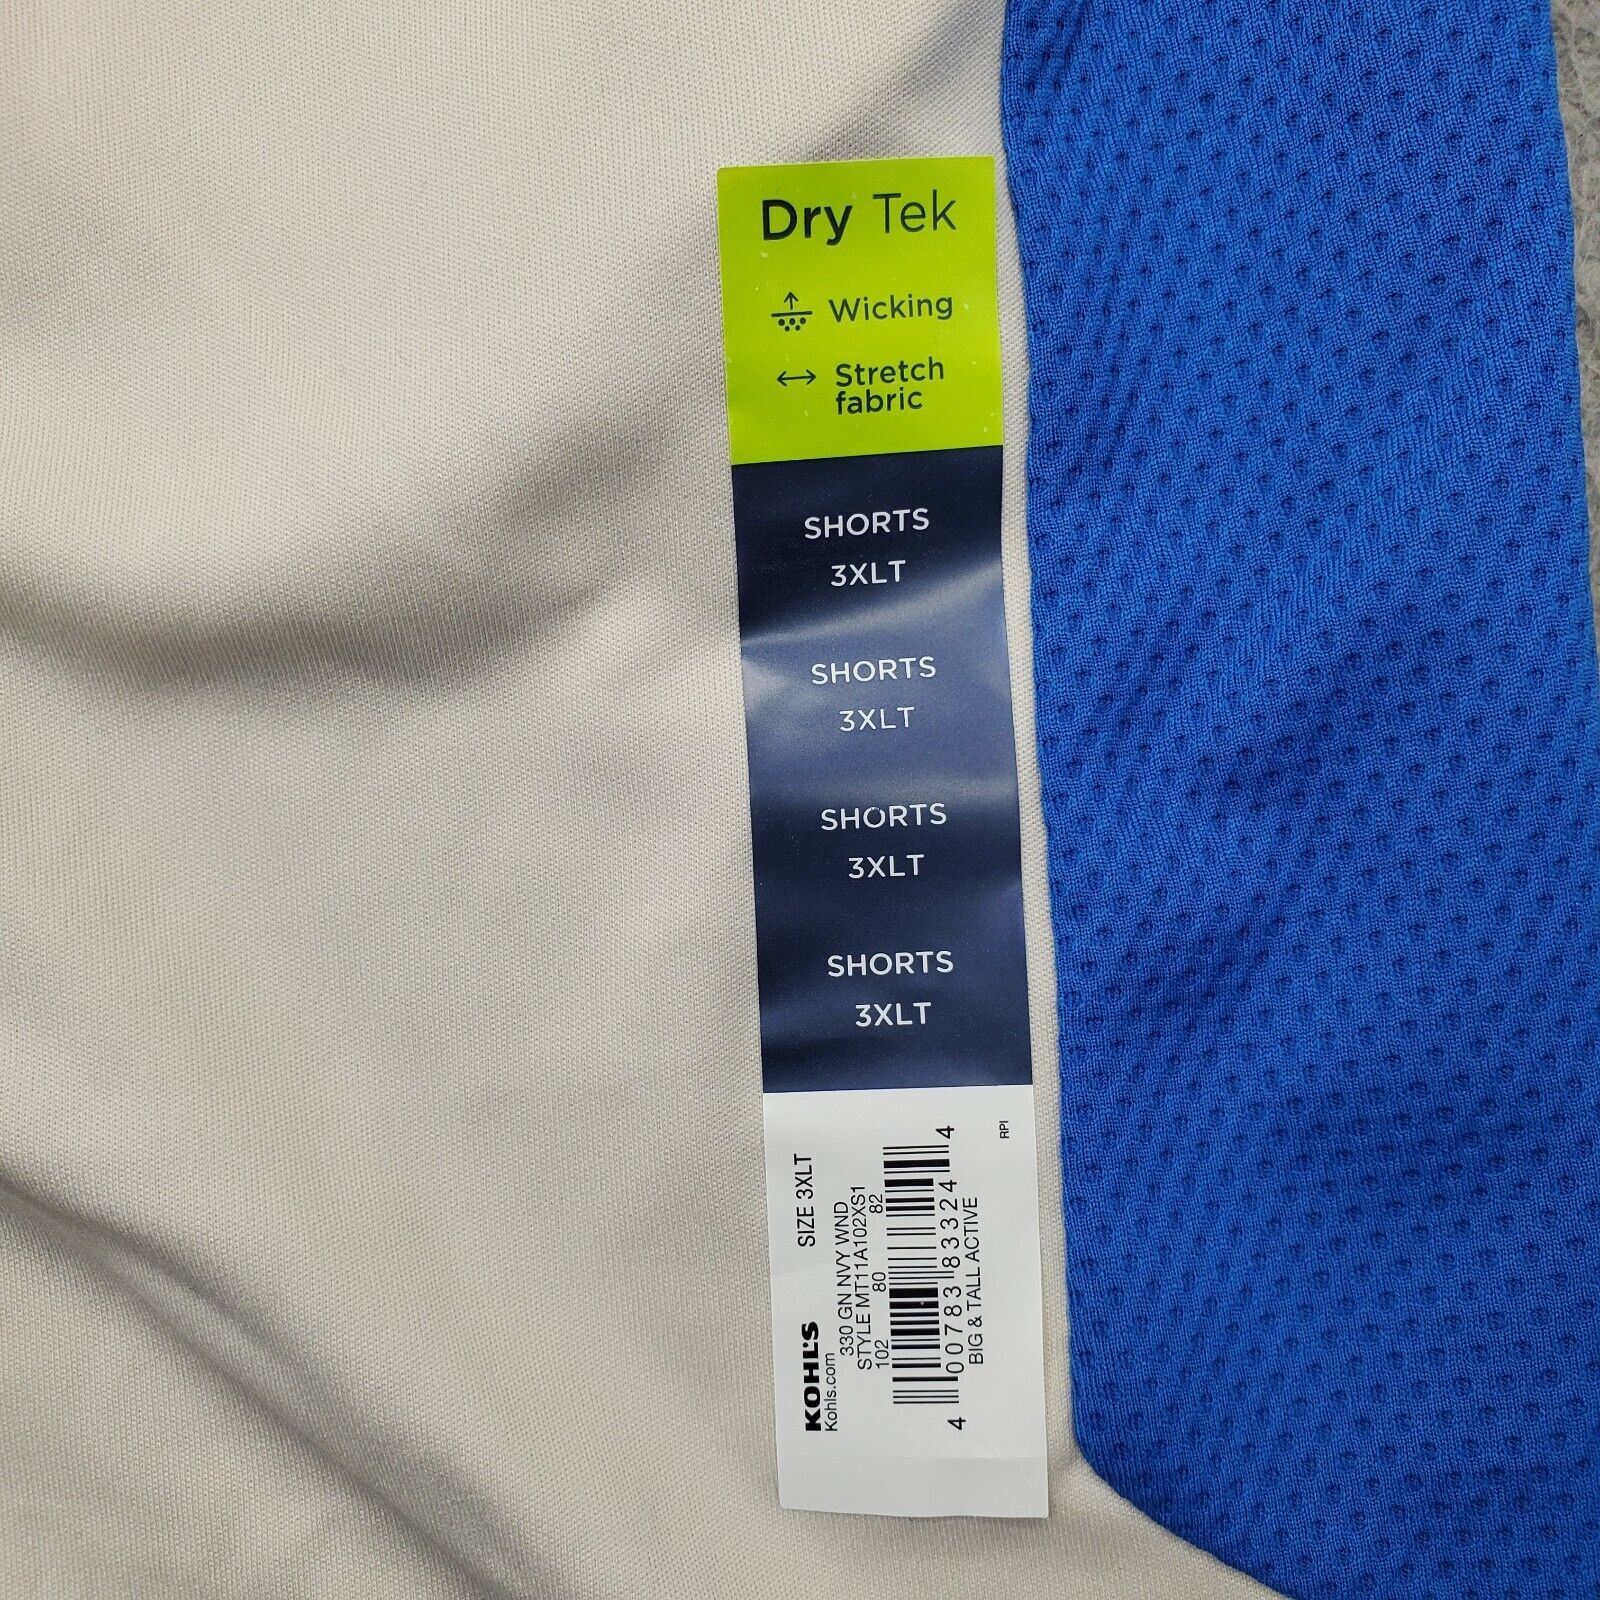 Dry Tek
Wicking
Stretch
fabric
SHORTS
3XLT
SHORTS
3XLT
SHORTS
3XLT
SHORTS
3XLT
KOHL'S
Kohls.com
SIZE 3XLT
330 GN NVY WND
STYLE MT11A102XS1
102 80 82
4 00783 83324 4
BIG & TALL ACTIVE
RPI